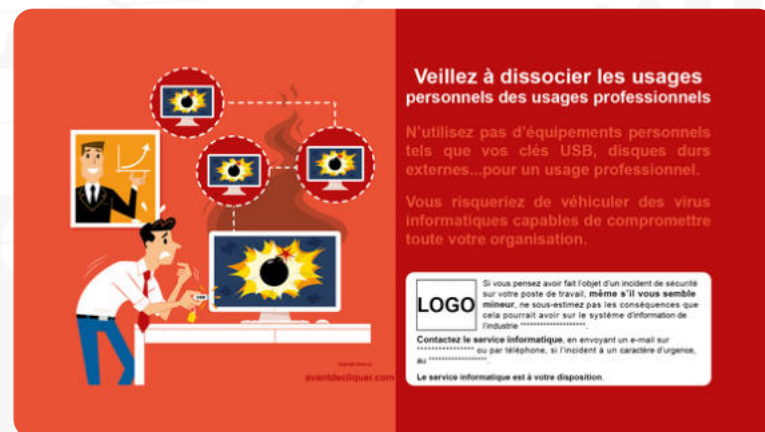 Veillez à dissocier les usages
personnels des usages professionnels
N'utilisez pas d'équipements personnels
tels que vos clés USB, disques durs
externes...pour un usage professionnel.
Vous risqueriez de véhiculer des virus
informatiques capables de compromettre
toute votre organisation.
LOGO
Si vous pensez avoir fait l'objet d'un incident de sécurité
sur votre poste de travail, même s'il vous semble
mineur, ne sous-estimez pas les conséquences que
cela pourrait avoir sur le système d'information de
l'industrie ********************.
Contactez le service informatique, en envoyant un e-mail sur
***************** ou par téléphone, si l'incident à un caractère d'urgence,
au *****************.
Le service informatique est à votre disposition.
USB
avantdecliquer.com